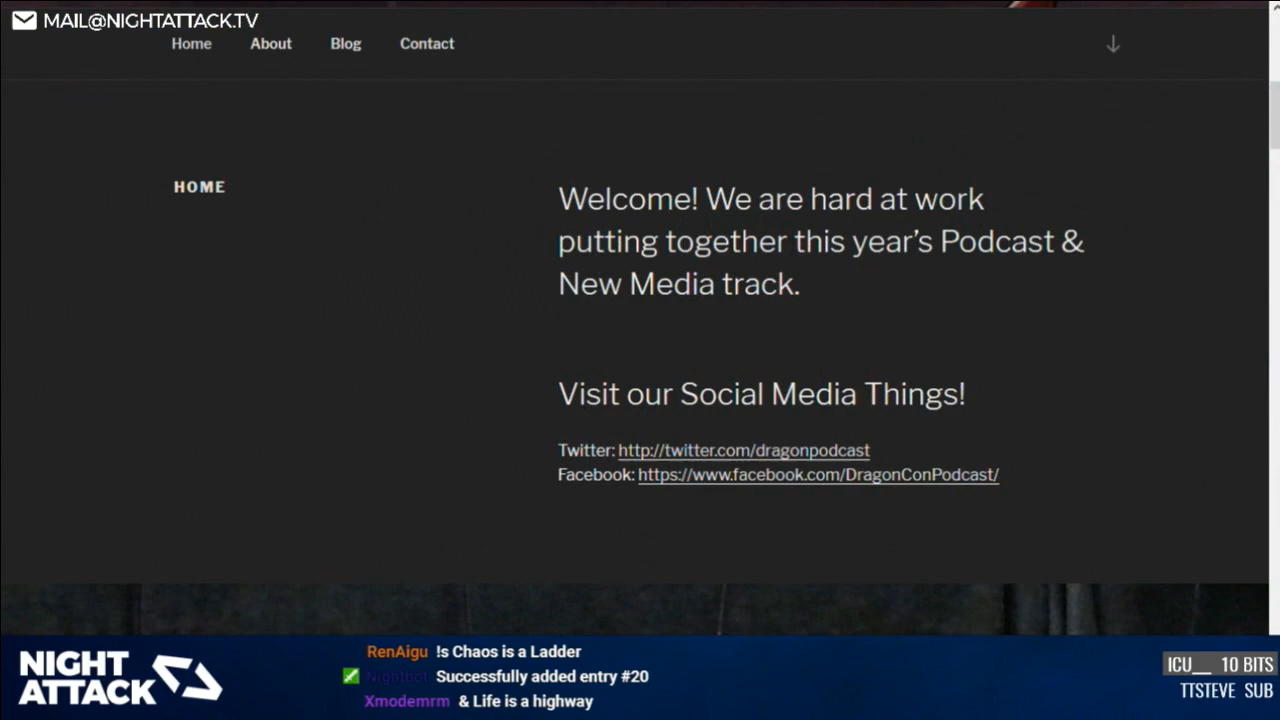 MAIL@NIGHTATTACK.TV
Home About Blog Contact
HOME
Welcome! We are hard at work
putting together this year’s Podcast &
New Media track.
Visit our Social Media Things!
Twitter: http://twitter.com/dragonpodcast
Facebook: https://www.facebook.com/DragonConPodcast/
NIGHT
ATTACK
RenAigu !s Chaos is a Ladder
Nightbot Successfully added entry #20
Xmodemrm & Life is a highway
ICU__ 10 BITS
TTSTEVE SUB